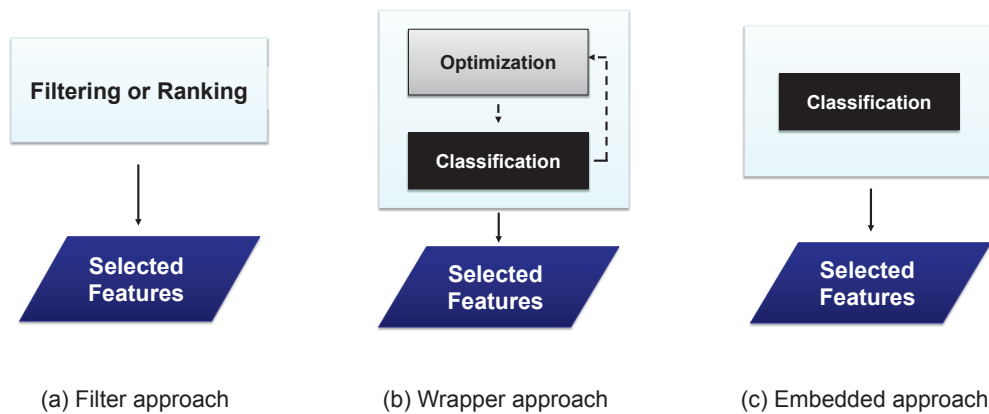 Filtering or Ranking
Selected
Features
(a) Filter approach
Optimization
Classification
Selected
Features
(b) Wrapper approach
Classification
Selected
Features
(c) Embedded approach